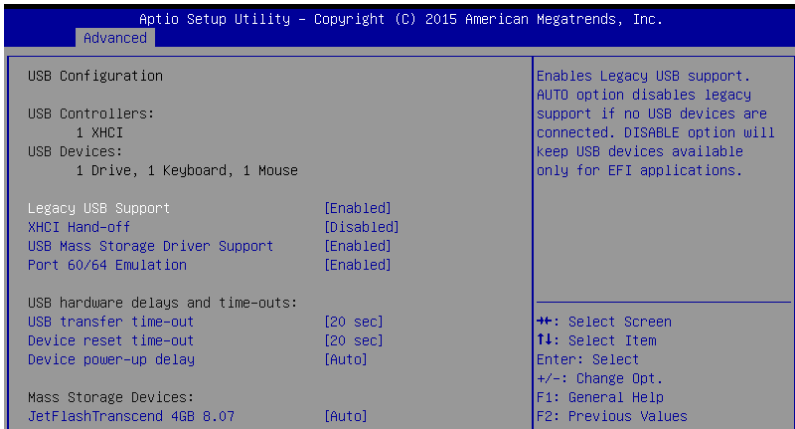 Aptio Setup Utility – Copyright (C) 2015 American Megatrends, Inc.
Advanced
USB Configuration
USB Controllers:
1 XHCI
USB Devices:
1 Drive, 1 Keyboard, 1 Mouse
Legacy USB Support [Enabled]
XHCI Hand-off [Disabled]
USB Mass Storage Driver Support [Enabled]
Port 60/64 Emulation [Enabled]
USB hardware delays and time-outs:
USB transfer time-out [20 sec]
Device reset time-out [20 sec]
Device power-up delay [Auto]
Mass Storage Devices:
JetFlashTranscend 4GB 8.07 [Auto]
Enables Legacy USB support.
AUTO option disables legacy
support if no USB devices are
connected. DISABLE option will
keep USB devices available
only for EFI applications.
→←: Select Screen
↑↓: Select Item
Enter: Select
+/-: Change Opt.
F1: General Help
F2: Previous Values